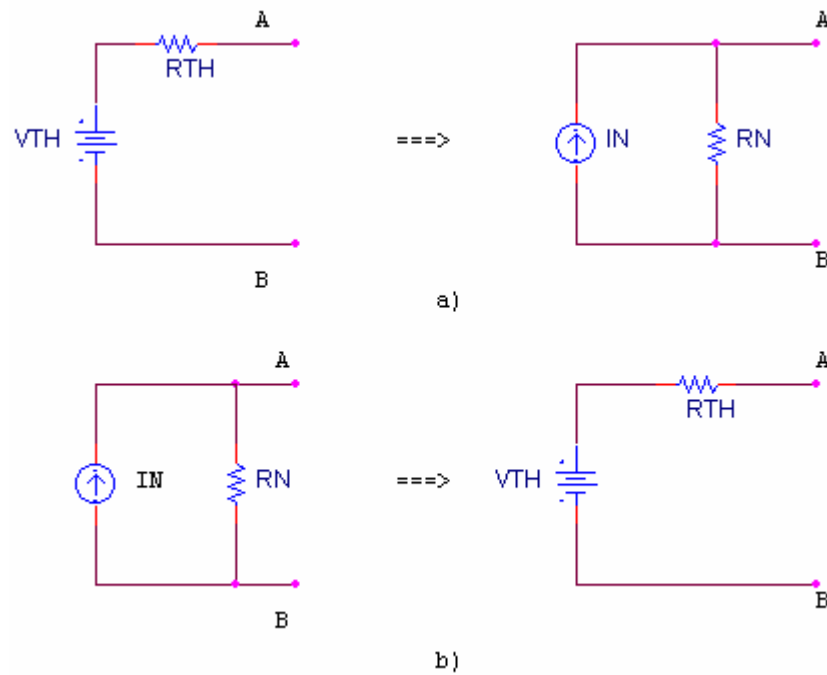 A
A
RTH
VTH
===>
IN
RN
B
B
a)
A
A
RTH
IN
RN
===>
VTH
B
B
b)